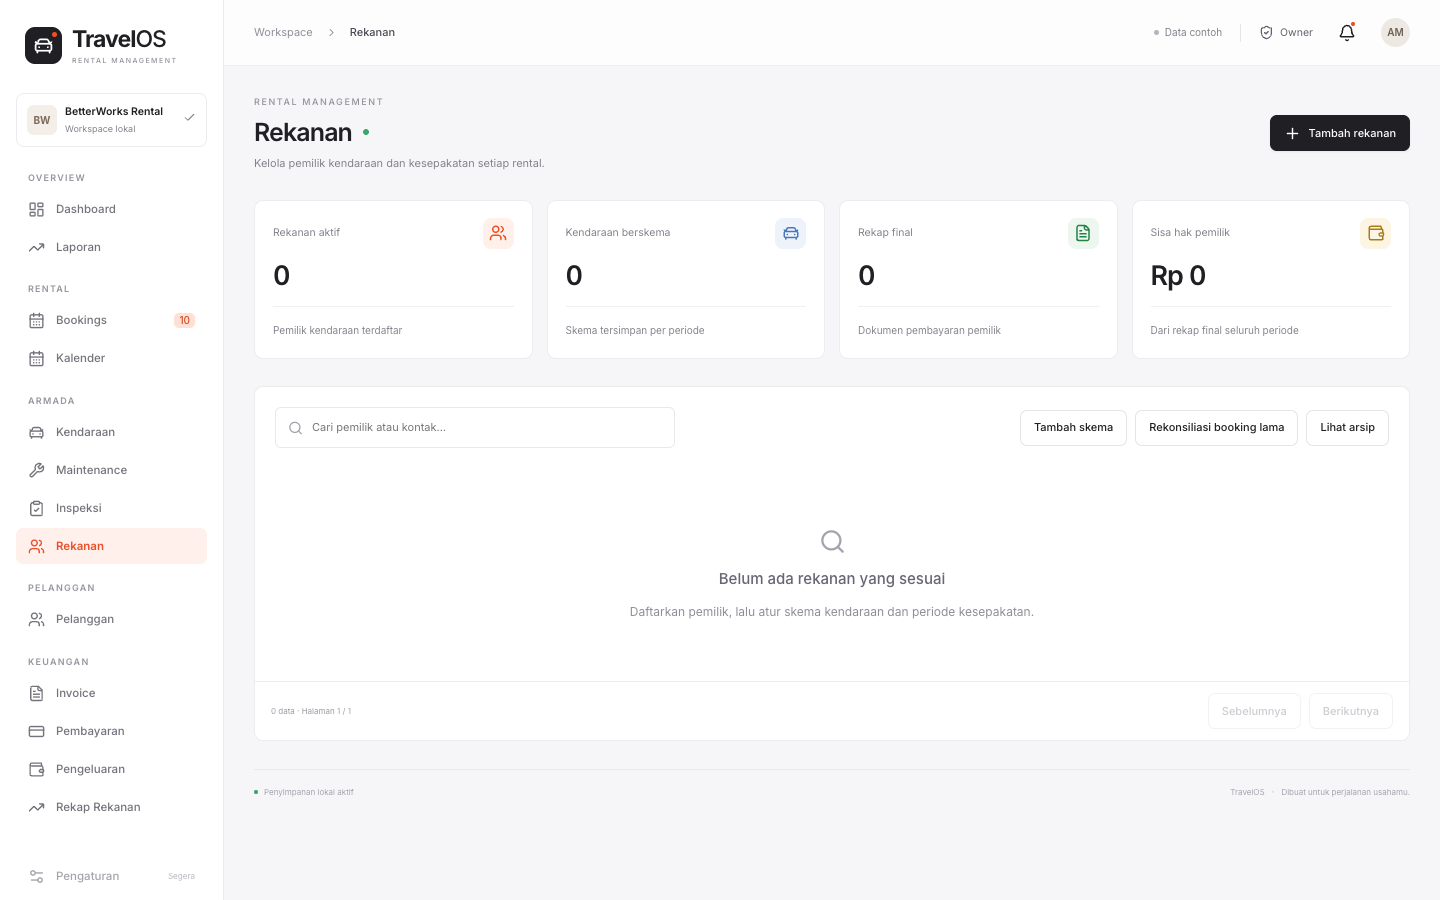 TravelOS
RENTAL MANAGEMENT
BW
BetterWorks Rental
Workspace lokal
OVERVIEW
Dashboard
Laporan
RENTAL
Bookings 10
Kalender
ARMADA
Kendaraan
Maintenance
Inspeksi
Rekanan
PELANGGAN
Pelanggan
KEUANGAN
Invoice
Pembayaran
Pengeluaran
Rekap Rekanan
Pengaturan Segera
Workspace Rekanan
Data contoh
Owner
AM
RENTAL MANAGEMENT
Rekanan
Kelola pemilik kendaraan dan kesepakatan setiap rental.
Tambah rekanan
Rekanan aktif
0
Pemilik kendaraan terdaftar
Kendaraan berskema
0
Skema tersimpan per periode
Rekap final
0
Dokumen pembayaran pemilik
Sisa hak pemilik
Rp 0
Dari rekap final seluruh periode
Cari pemilik atau kontak...
Tambah skema
Rekonsiliasi booking lama
Lihat arsip
Belum ada rekanan yang sesuai
Daftarkan pemilik, lalu atur skema kendaraan dan periode kesepakatan.
0 data · Halaman 1 / 1
Sebelumnya
Berikutnya
Penyimpanan lokal aktif
TravelOS · Dibuat untuk perjalanan usahamu.